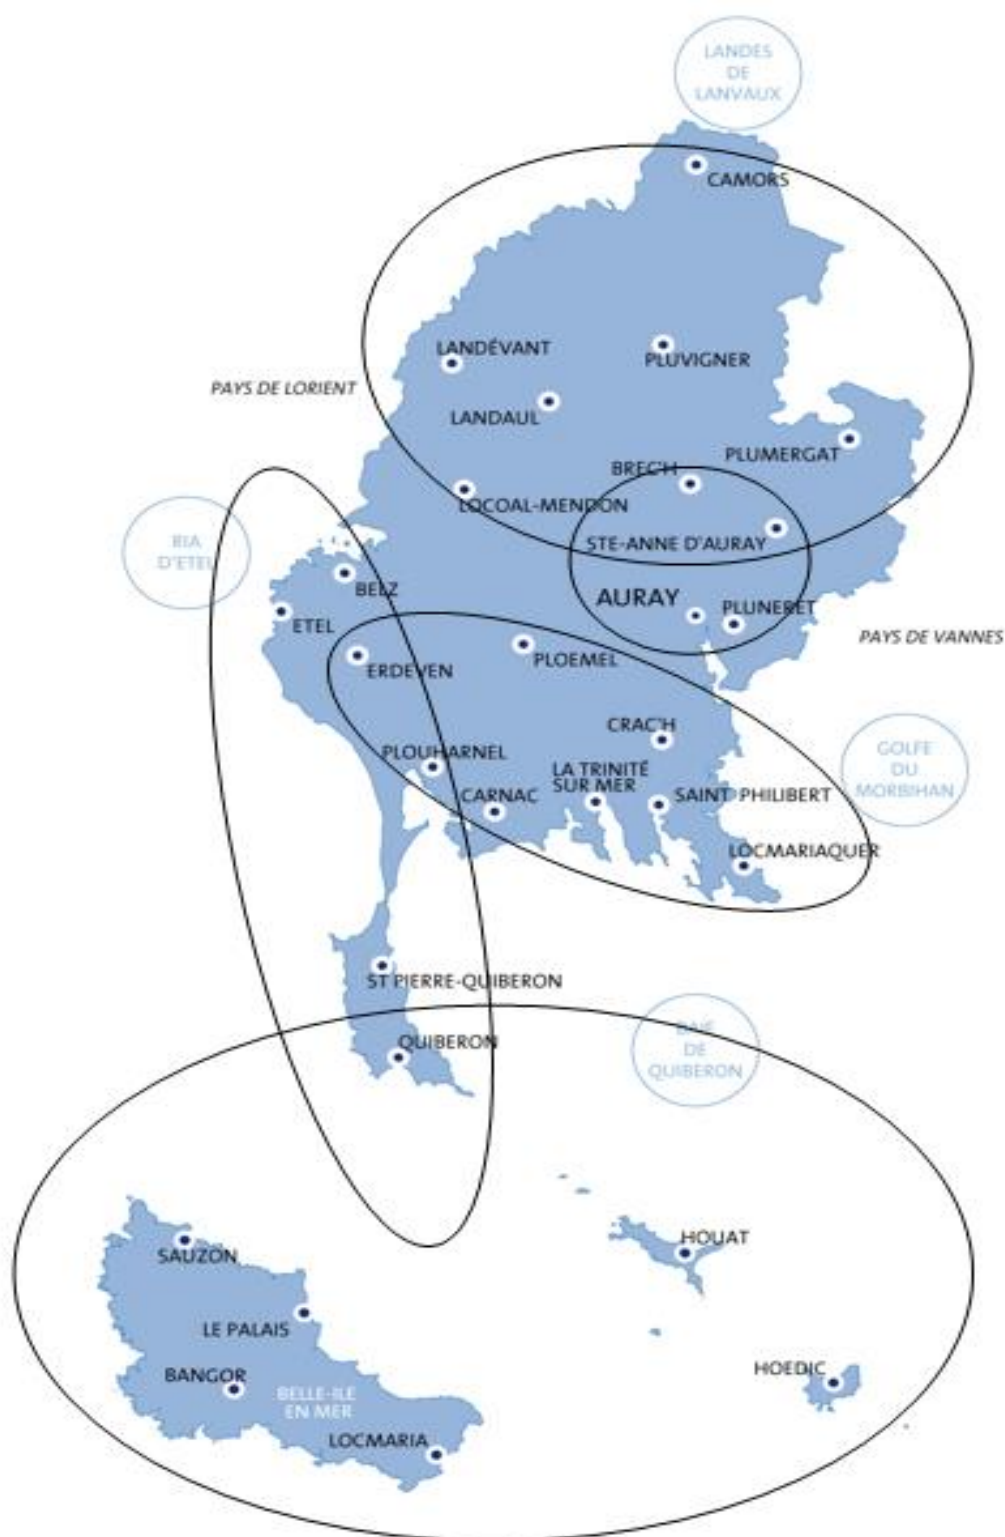 LANDES
DE
LANVAUX
CAMORS
LANDÉVANT
PLUVIGNER
PAYS DE LORIENT
LANDAUL
PLUMERGAT
BREC'H
LOCOAL-MENDON
RIA
D'ETEL
STE-ANNE D'AURAY
BELZ
AURAY
PLUNERET
ETEL
PAYS DE VANNES
ERDEVEN
PLOEMEL
CRAC'H
PLOUHARNEL
GOLFE
DU
MORBIHAN
LA TRINITÉ
SUR MER
CARNAC
SAINT PHILIBERT
LOCMARIAQUER
ST PIERRE-QUIBERON
QUIBERON
BAIE
DE
QUIBERON
SAUZON
HOUAT
LE PALAIS
BANGOR
HOEDIC
BELLE-ILE
EN MER
LOCMARIA